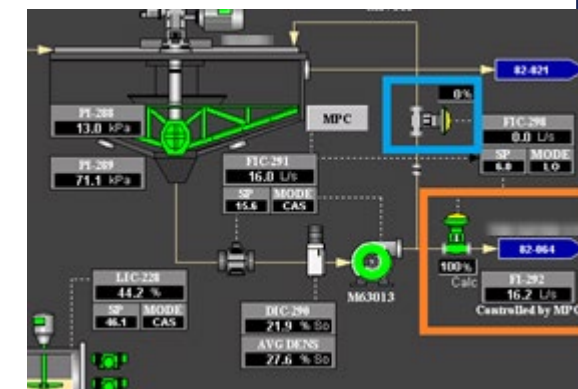 82-021
0%
PI-288
13.0 kPa
MPC
FIC-298
0.0 L/s
SP MODE
6.0 LO
PI-289
71.1 kPa
FIC-291
16.0 L/s
SP MODE
15.6 CAS
82-064
100%
Calc
FI-292
16.2 L/s
Controlled by MPC
LIC-228
44.2 %
SP MODE
46.1 CAS
M63013
DIC-290
21.9 % So
AVG DENS
27.6 % So